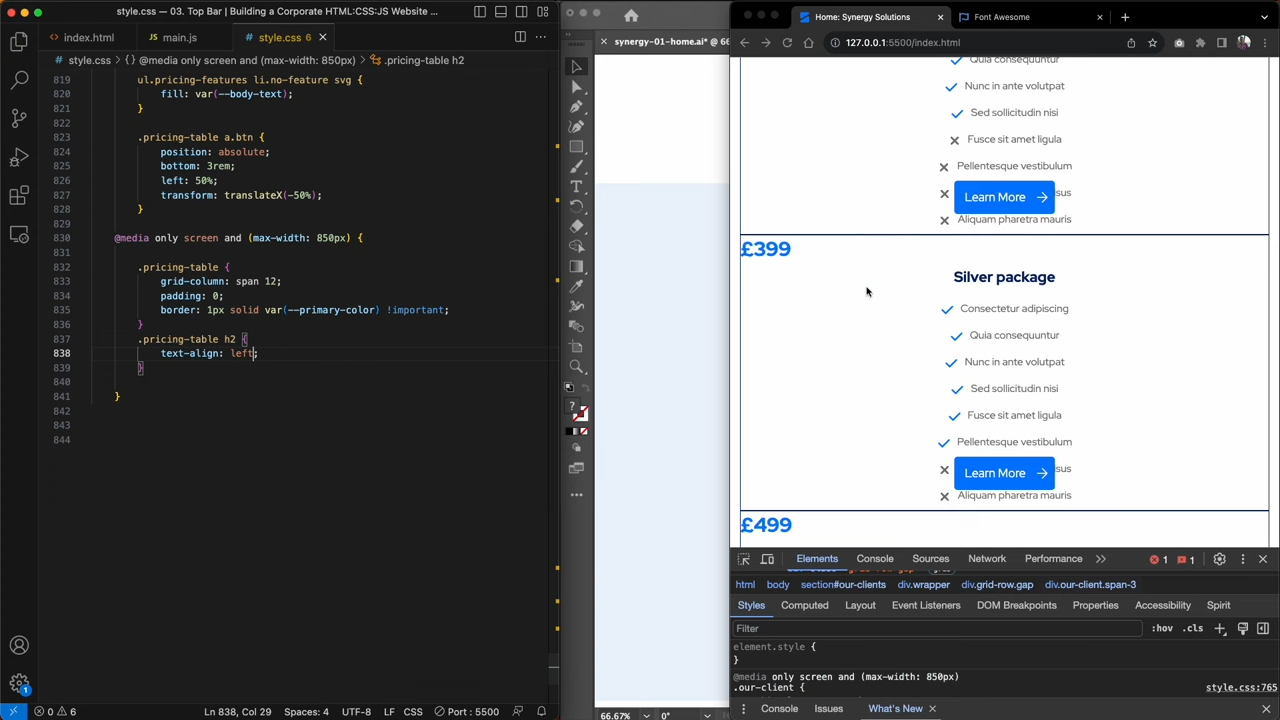 style.css — 03. Top Bar | Building a Corporate HTML:CSS:JS Website ...
index.html
main.js
style.css 6
style.css > {} @media only screen and (max-width: 850px) > .pricing-table h2
819 ul.pricing-features li.no-feature svg {
820 fill: var(--body-text);
821 }
822
823 .pricing-table a.btn {
824 position: absolute;
825 bottom: 3rem;
826 left: 50%;
827 transform: translateX(-50%);
828 }
829
830 @media only screen and (max-width: 850px) {
831
832 .pricing-table {
833 grid-column: span 12;
834 padding: 0;
835 border: 1px solid var(--primary-color) !important;
836 }
837 .pricing-table h2 {
838 text-align: left;
839 }
840
841 }
842
843
844
1
0 6
Ln 838, Col 29
Spaces: 4
UTF-8
LF
CSS
Port : 5500
synergy-01-home.ai* @ 66
?
66.67%
0°
Home: Synergy Solutions
Font Awesome
127.0.0.1:5500/index.html
Quia consequuntur
Nunc in ante volutpat
Sed sollicitudin nisi
Fusce sit amet ligula
Pellentesque vestibulum
Learn More
sus
Aliquam pharetra mauris
£399
Silver package
Consectetur adipiscing
Quia consequuntur
Nunc in ante volutpat
Sed sollicitudin nisi
Fusce sit amet ligula
Pellentesque vestibulum
Learn More
sus
Aliquam pharetra mauris
£499
Elements
Console
Sources
Network
Performance
1
1
html body section#our-clients div.wrapper div.grid-row.gap div.our-client.span-3
Styles
Computed
Layout
Event Listeners
DOM Breakpoints
Properties
Accessibility
Spirit
Filter
:hov .cls
element.style {
}
@media only screen and (max-width: 850px)
.our-client {
style.css:765
Console
Issues
What's New